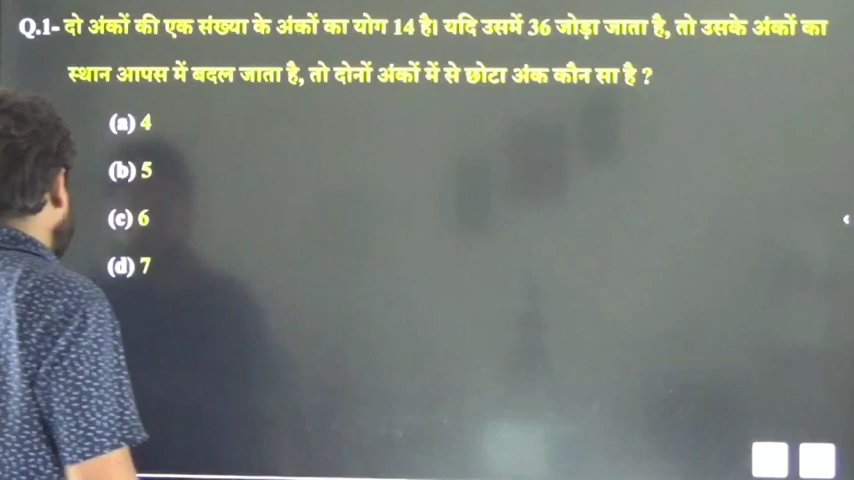 Q.1- दो अंकों की एक संख्या के अंकों का योग 14 है। यदि उसमें 36 जोड़ा जाता है, तो उसके अंकों का
स्थान आपस में बदल जाता है, तो दोनों अंकों में से छोटा अंक कौन सा है ?
(a) 4
(b) 5
(c) 6
(d) 7